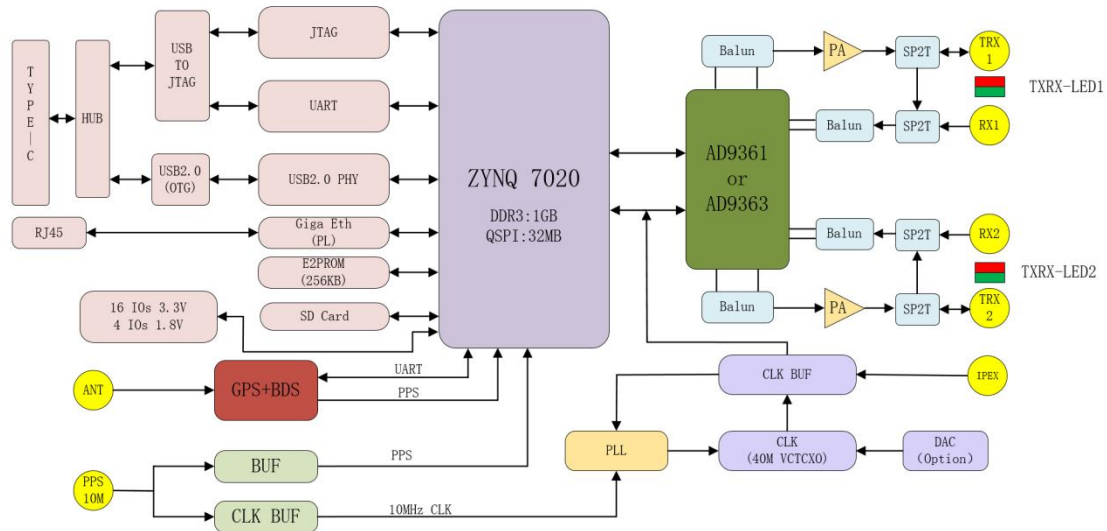 T
Y
P
E
|
C
HUB
USB
TO
JTAG
USB2.0
(OTG)
RJ45
JTAG
UART
USB2.0 PHY
Giga Eth
(PL)
E2PROM
(256KB)
SD Card
16 IOs 3.3V
4 IOs 1.8V
ANT
GPS+BDS
UART
PPS
PPS
10M
BUF
PPS
CLK BUF
10MHz CLK
ZYNQ 7020
DDR3:1GB
QSPI:32MB
AD9361
or
AD9363
Balun
PA
SP2T
TRX
1
TXRX-LED1
Balun
SP2T
RX1
Balun
SP2T
RX2
TXRX-LED2
Balun
PA
SP2T
TRX
2
CLK BUF
IPEX
PLL
CLK
(40M VCTCXO)
DAC
(Option)